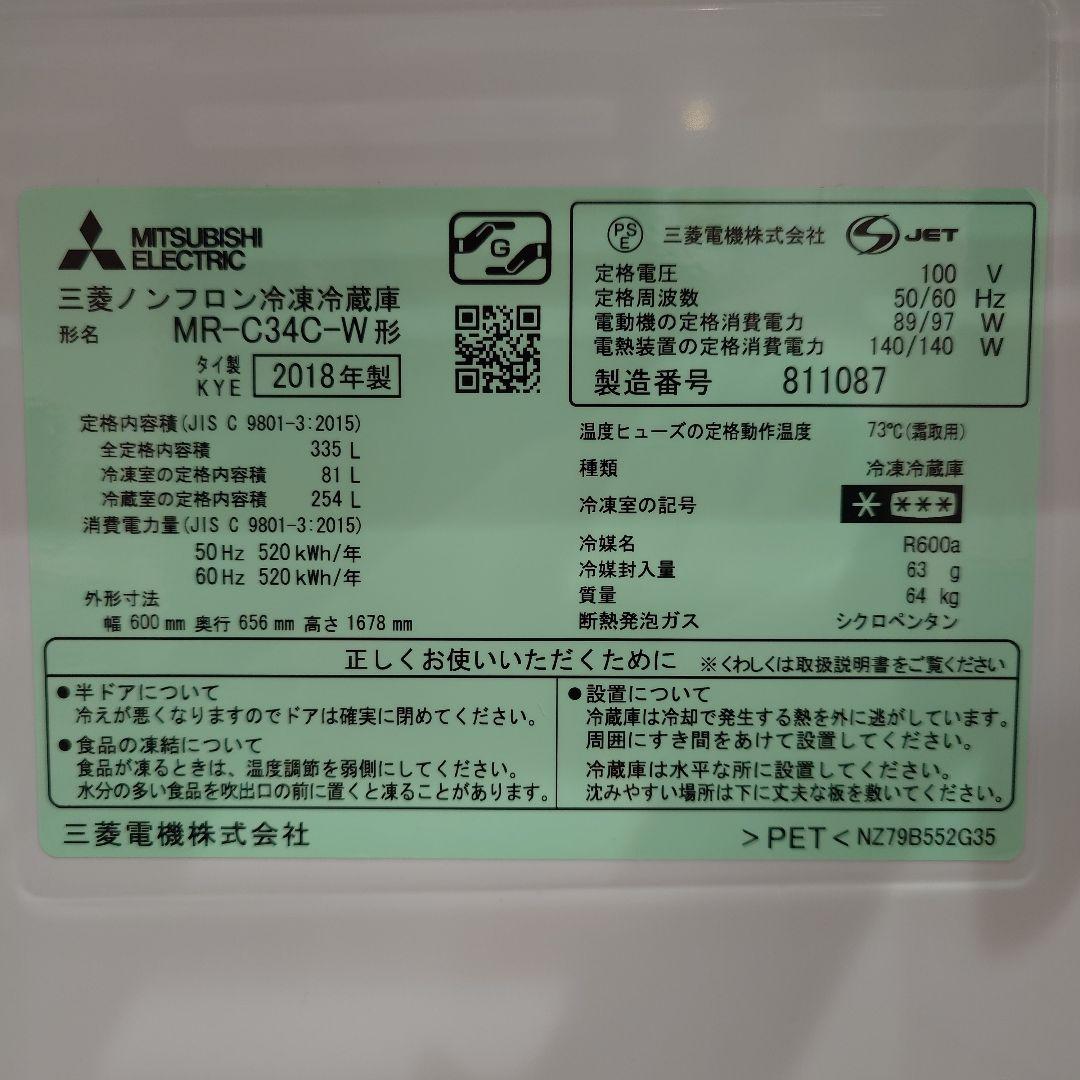 MITSUBISHI
ELECTRIC
三菱ノンフロン冷凍冷蔵庫
形名 MR-C34C-W形
タイ製
KYE
2018年製
G
PS
E
三菱電機株式会社
JET
定格電圧 100 V
定格周波数 50/60 Hz
電動機の定格消費電力 89/97 W
電熱装置の定格消費電力 140/140 W
製造番号 811087
定格内容積(JIS C 9801-3:2015)
全定格内容積 335 L
冷凍室の定格内容積 81 L
冷蔵室の定格内容積 254 L
消費電力量(JIS C 9801-3:2015)
50Hz 520kWh/年
60Hz 520kWh/年
外形寸法
幅 600mm 奥行 656mm 高さ 1678mm
温度ヒューズの定格動作温度 73℃(霜取用)
種類 冷凍冷蔵庫
冷凍室の記号 * ***
冷媒名 R600a
冷媒封入量 63 g
質量 64 kg
断熱発泡ガス シクロペンタン
正しくお使いいただくために ※くわしくは取扱説明書をご覧ください
●半ドアについて
冷えが悪くなりますのでドアは確実に閉めてください。
●食品の凍結について
食品が凍るときは、温度調節を弱側にしてください。
水分の多い食品を吹出口の前に置くと凍ることがあります。
●設置について
冷蔵庫は冷却で発生する熱を外に逃がしています。
周囲にすき間をあけて設置してください。
冷蔵庫は水平な所に設置してください。
沈みやすい場所は下に丈夫な板を敷いてください。
三菱電機株式会社
>PET< NZ79B552G35